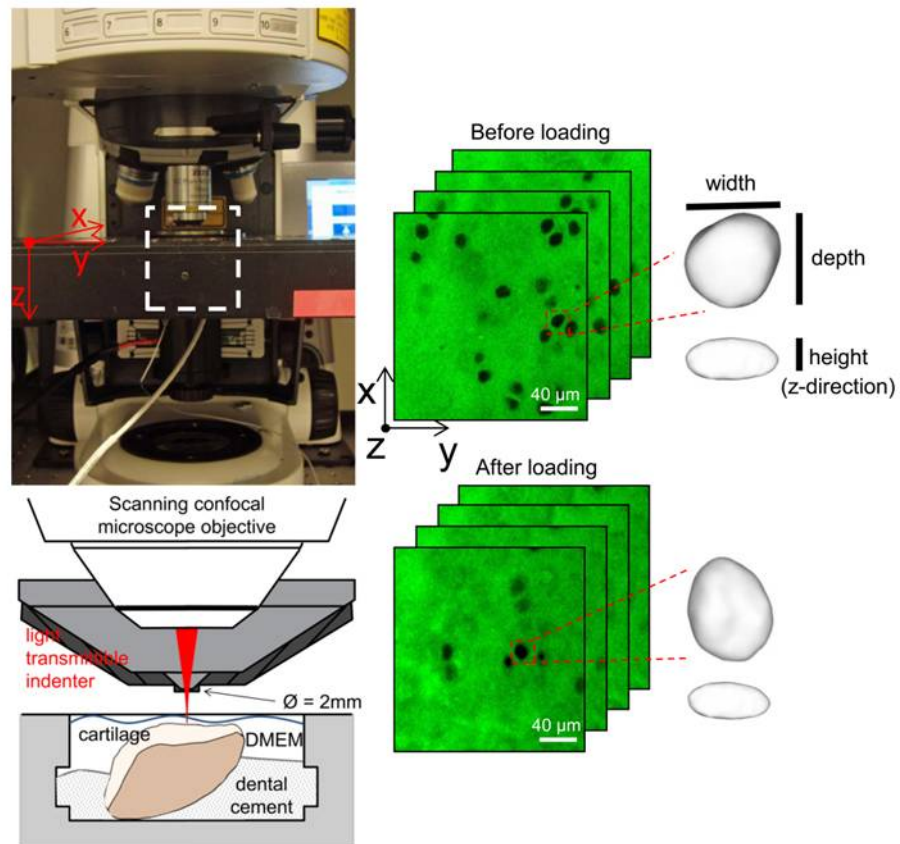 6
7
8
9
10
x
y
z
Scanning confocal
microscope objective
light
transmittible
indenter
Ø = 2mm
cartilage
DMEM
dental
cement
Before loading
40 µm
x
z
y
width
depth
height
(z-direction)
After loading
40 µm